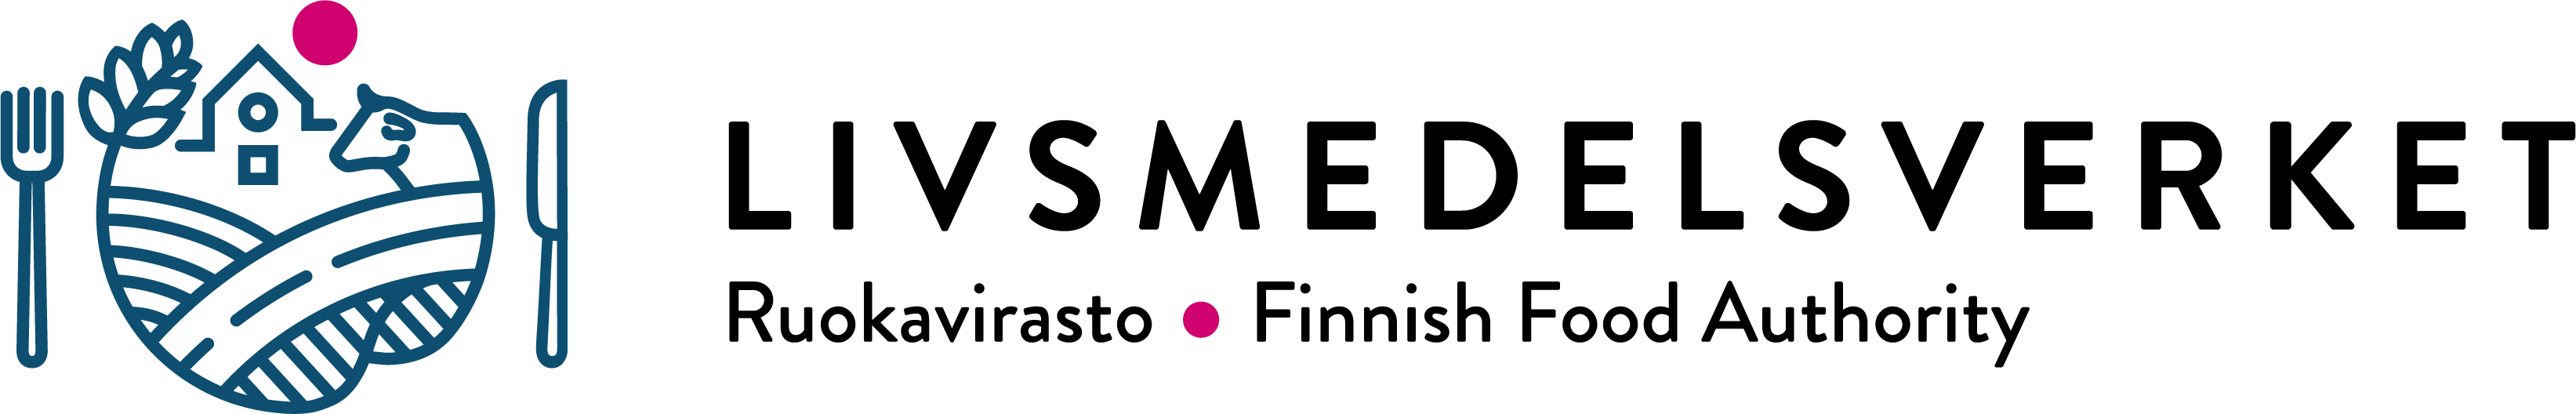 LIVSMEDELSVERKET
Ruokavirasto • Finnish Food Authority